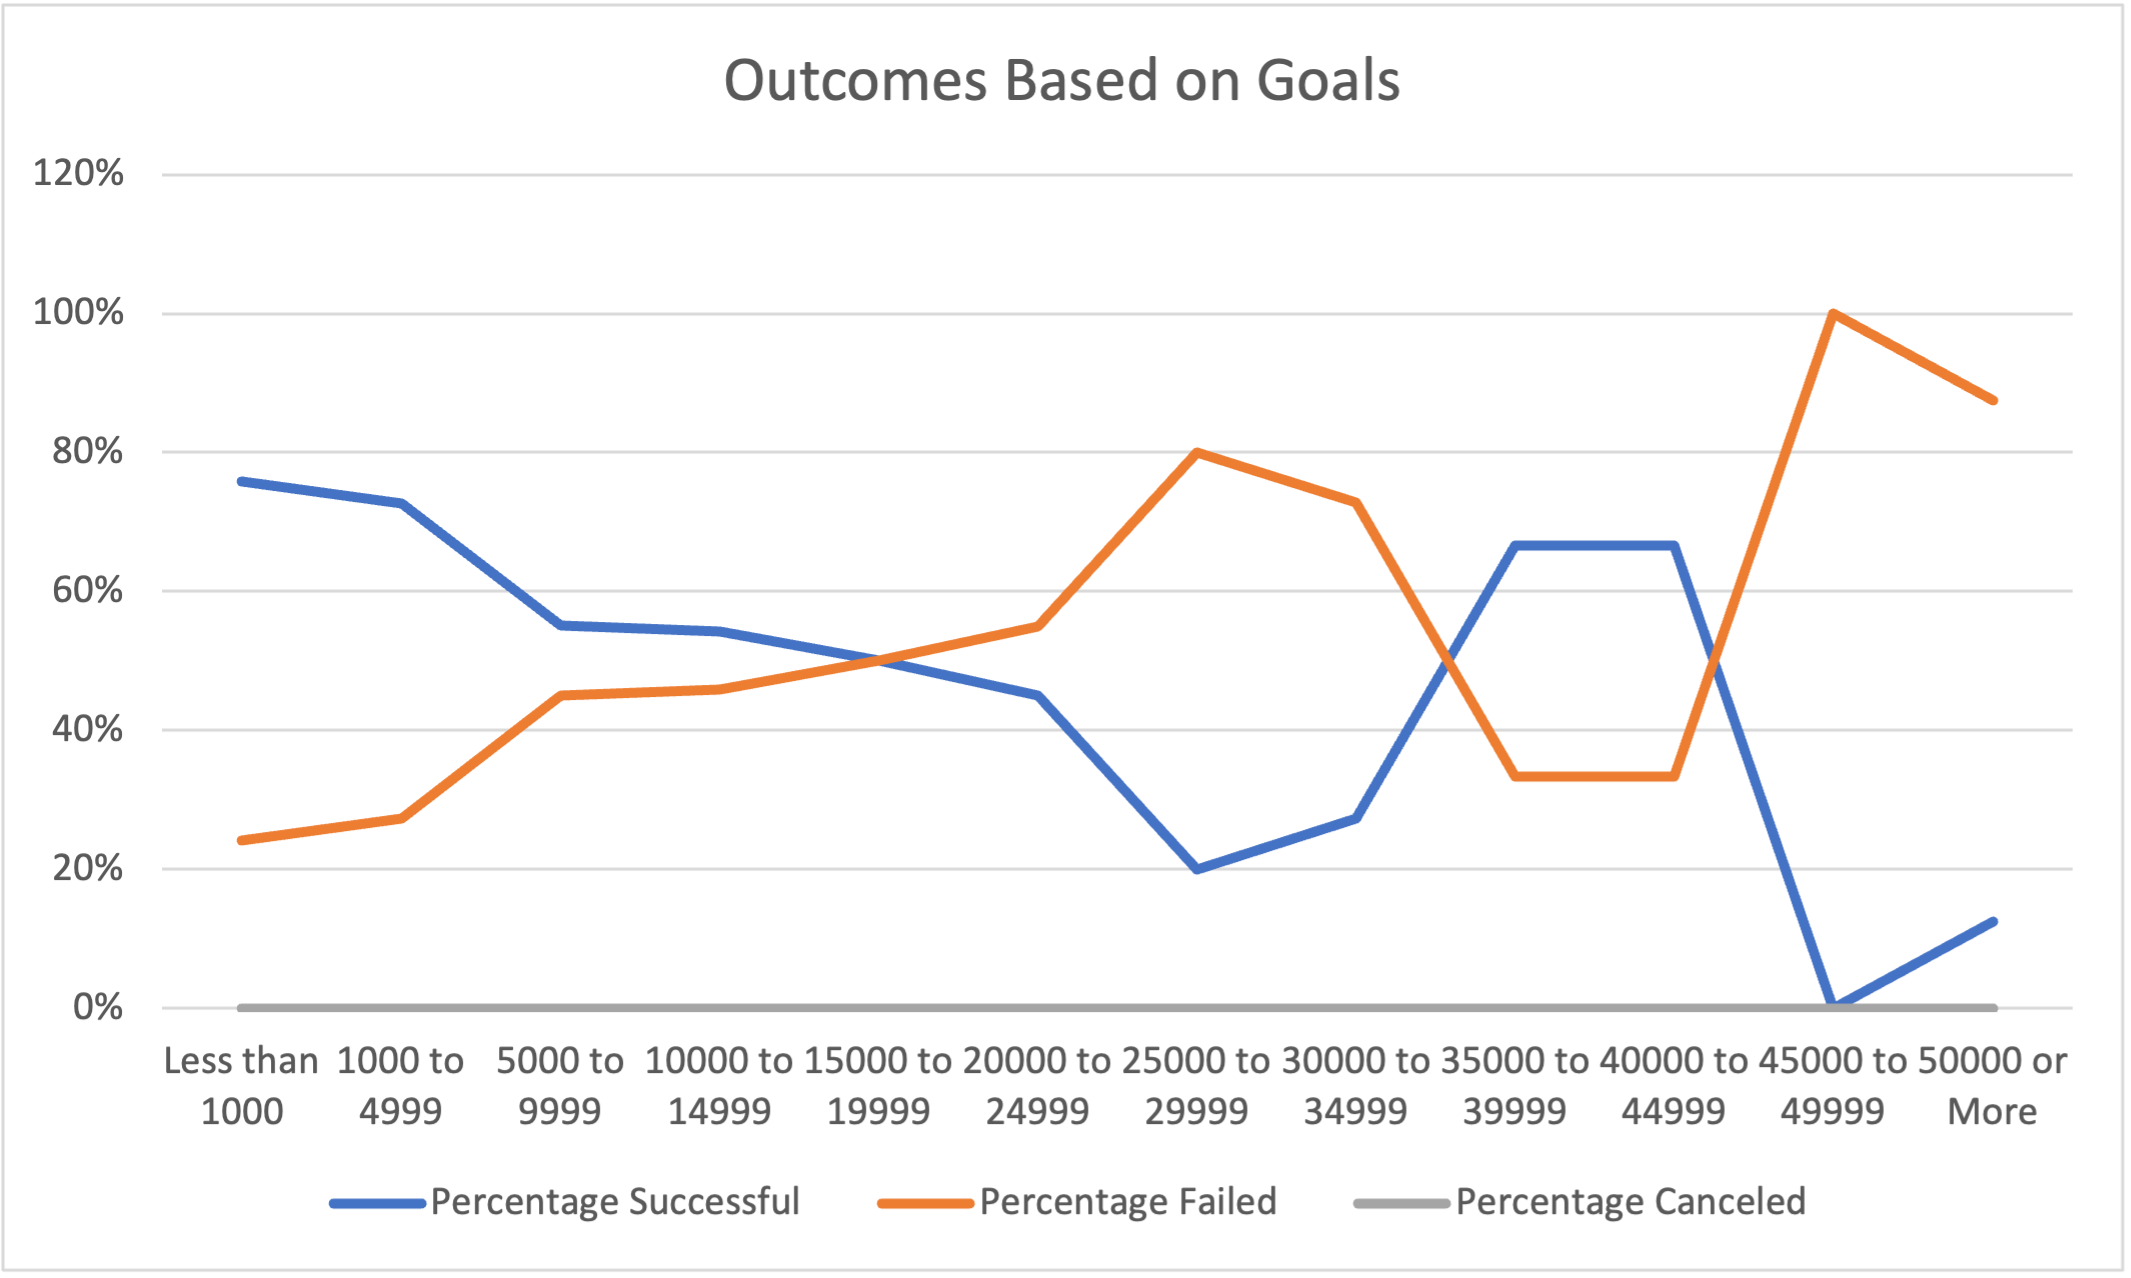 Outcomes Based on Goals
120%
100%
80%
60%
40%
20%
0%
Less than 1000 to 5000 to 10000 to 15000 to 20000 to 25000 to 30000 to 35000 to 40000 to 45000 to 50000 or
1000 4999 9999 14999 19999 24999 29999 34999 39999 44999 49999 More
Percentage Successful Percentage Failed Percentage Canceled